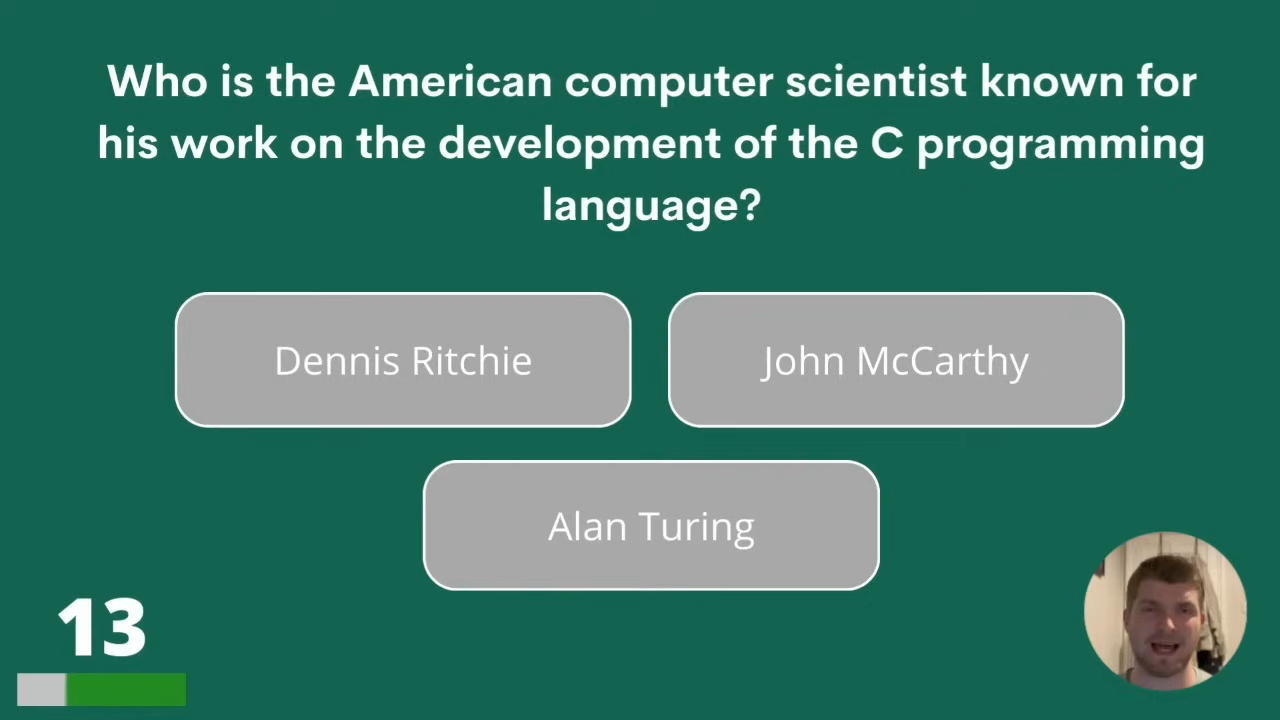 Who is the American computer scientist known for
his work on the development of the C programming
language?
Dennis Ritchie
John McCarthy
Alan Turing
13